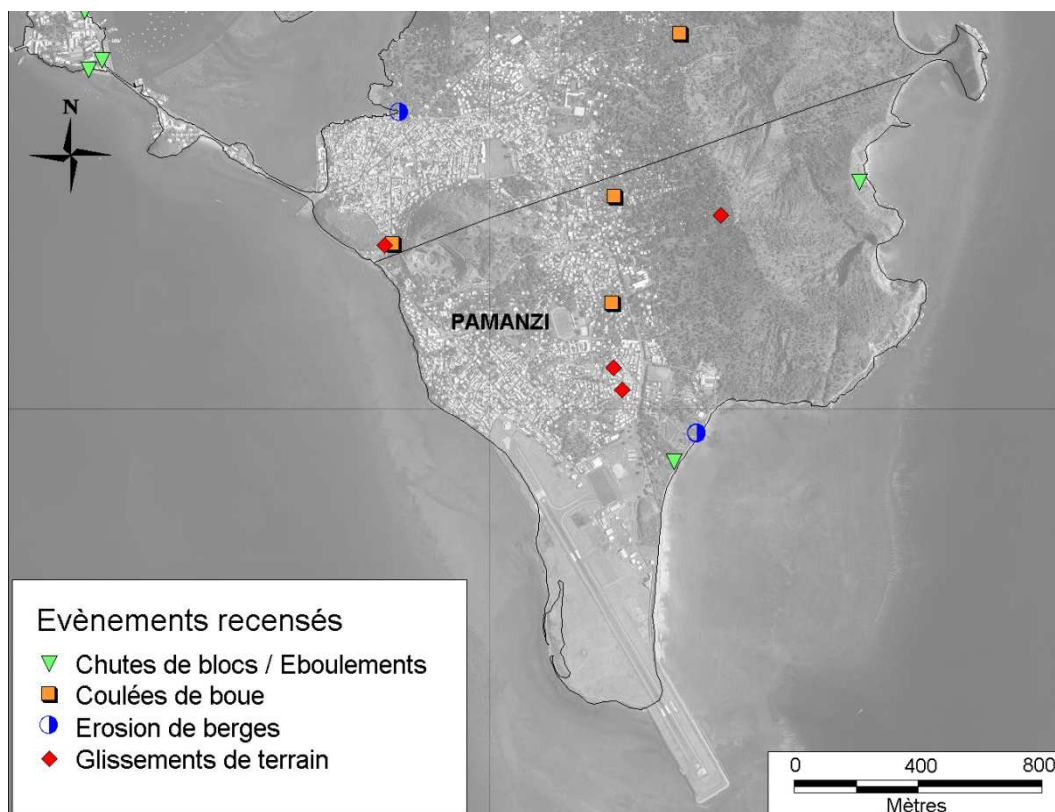 N
PAMANZI
Evènements recensés
Chutes de blocs / Eboulements
Coulées de boue
Erosion de berges
Glissements de terrain
0 400 800
Mètres